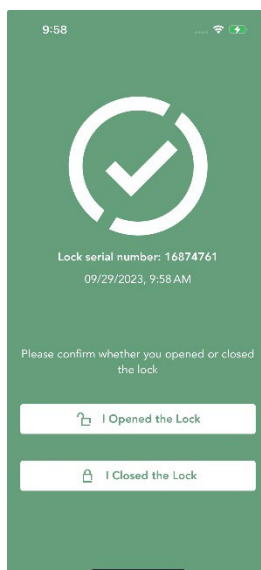 9:58
Lock serial number: 16874761
09/29/2023, 9:58 AM
Please confirm whether you opened or closed
the lock
I Opened the Lock
I Closed the Lock